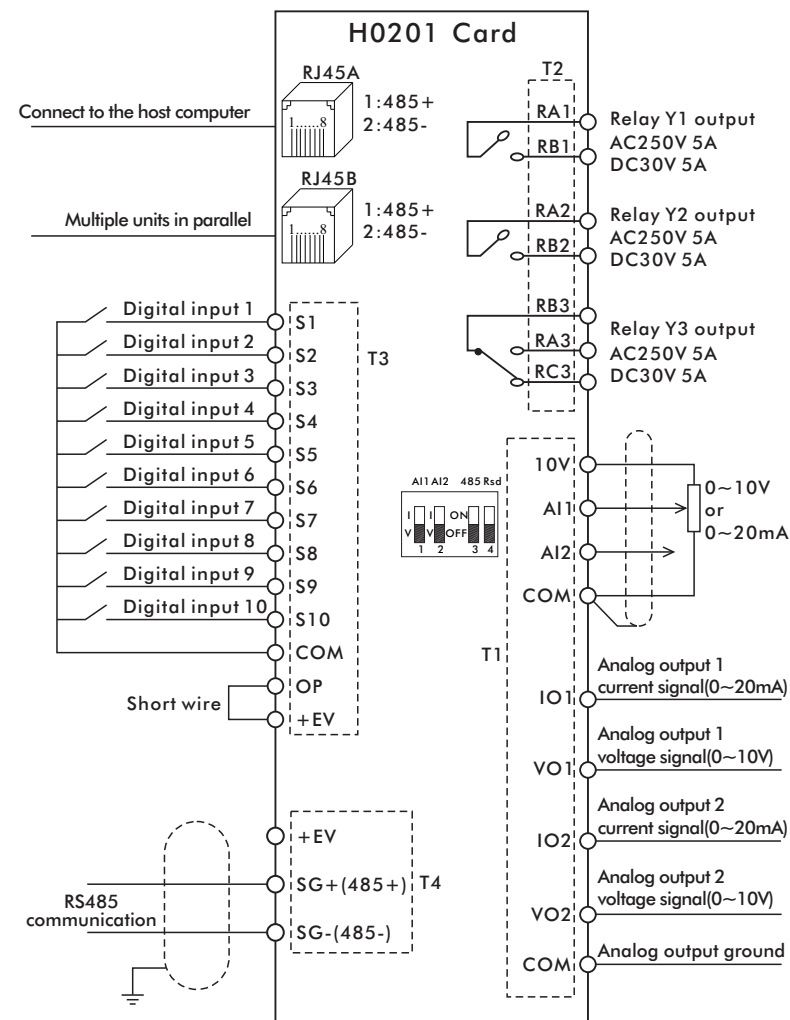 H0201 Card
RJ45A
1:485+
2:485-
1......8
Connect to the host computer
RJ45B
1:485+
2:485-
1......8
Multiple units in parallel
T2
RA1
RB1
Relay Y1 output
AC250V 5A
DC30V 5A
RA2
RB2
Relay Y2 output
AC250V 5A
DC30V 5A
RB3
RA3
RC3
Relay Y3 output
AC250V 5A
DC30V 5A
Digital input 1
S1
Digital input 2
S2
T3
Digital input 3
S3
Digital input 4
S4
Digital input 5
S5
Digital input 6
S6
Digital input 7
S7
Digital input 8
S8
Digital input 9
S9
Digital input 10
S10
COM
OP
Short wire
+EV
AI1 AI2 485 Rsd
I I ON
V V OFF
1 2 3 4
10V
AI1
AI2
COM
0~10V
or
0~20mA
T1
IO1
Analog output 1
current signal(0~20mA)
VO1
Analog output 1
voltage signal(0~10V)
IO2
Analog output 2
current signal(0~20mA)
VO2
Analog output 2
voltage signal(0~10V)
COM
Analog output ground
+EV
SG+(485+)
T4
RS485
communication
SG-(485-)